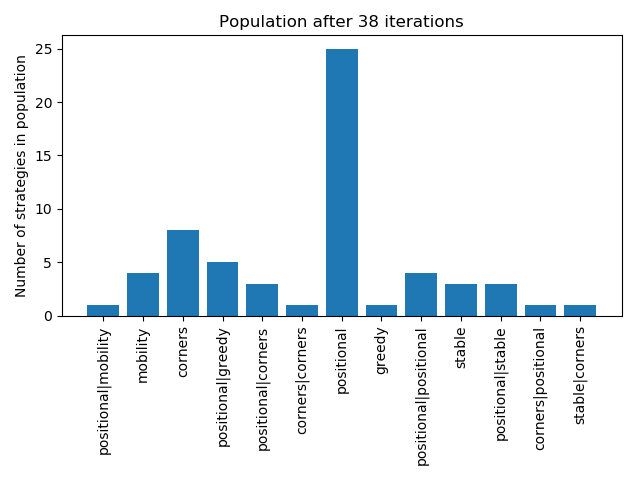 Population after 38 iterations
Number of strategies in population
25
20
15
10
5
0
positional|mobility
mobility
corners
positional|greedy
positional|corners
corners|corners
positional
greedy
positional|positional
stable
positional|stable
corners|positional
stable|corners